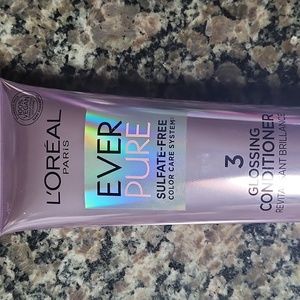 L'ORÉAL
PARIS
EVER
PURE
SULFATE-FREE
COLOR CARE SYSTEM
3
GLOSSING
CONDITIONER